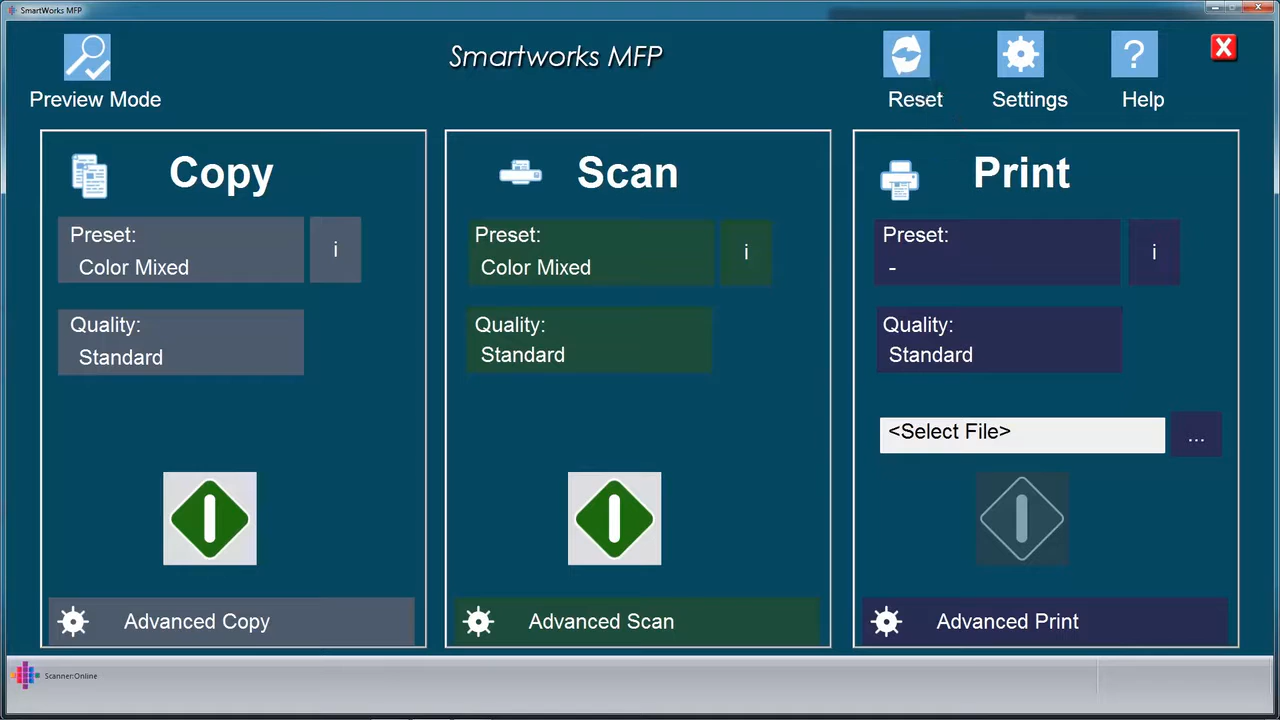 SmartWorks MFP
Smartworks MFP
Preview Mode
Reset
Settings
?
Help
Copy
Preset:
Color Mixed
i
Quality:
Standard
Advanced Copy
Scan
Preset:
Color Mixed
i
Quality:
Standard
Advanced Scan
Print
Preset:
-
i
Quality:
Standard
<Select File>
...
Advanced Print
Scanner:Online